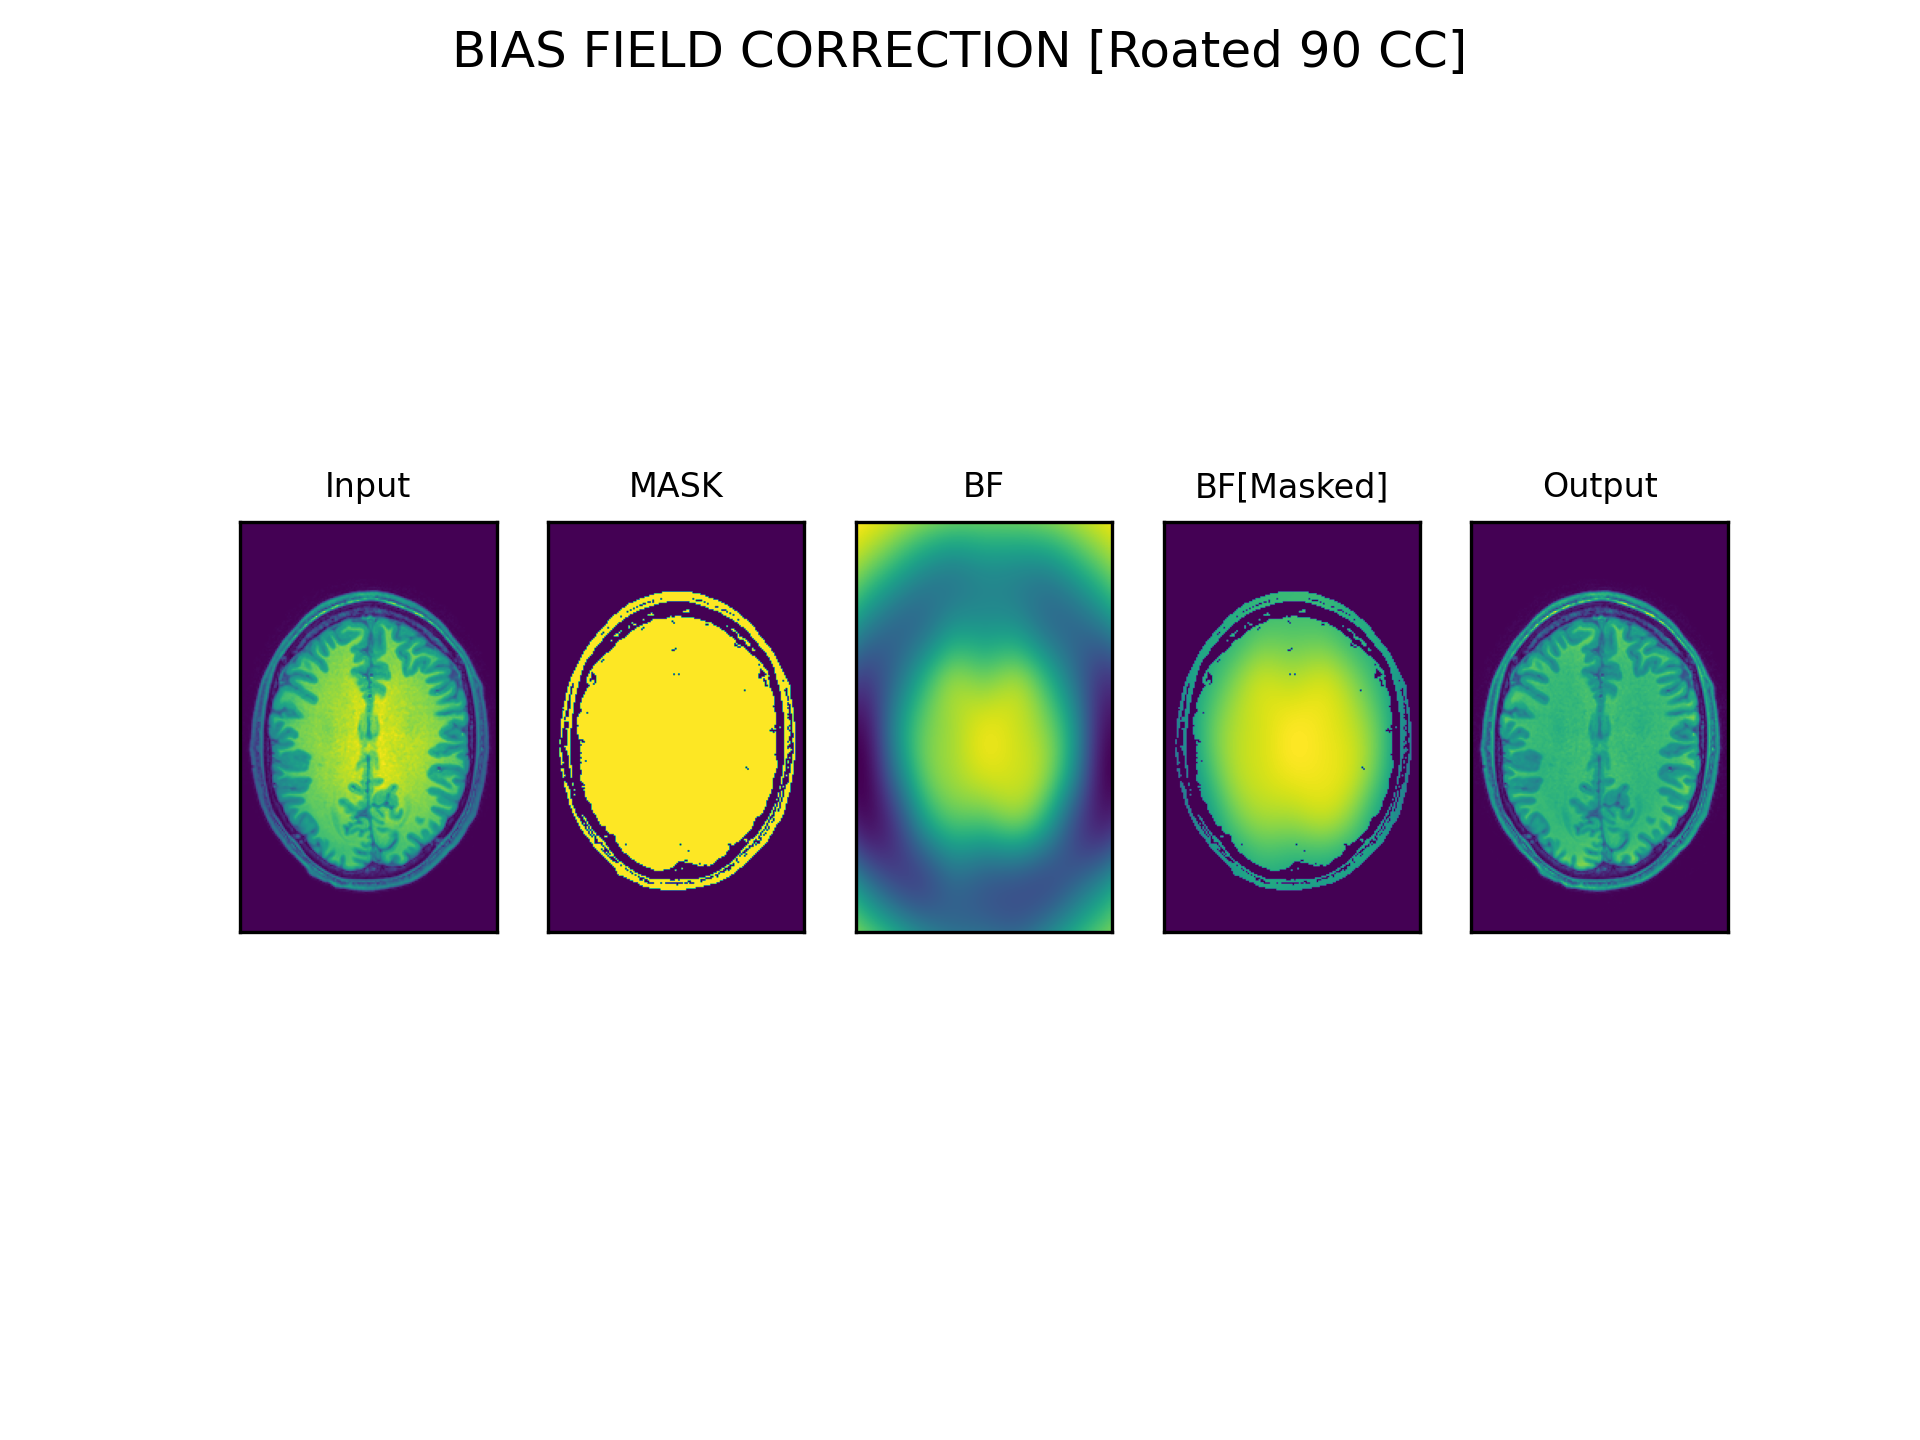 BIAS FIELD CORRECTION [Roated 90 CC]
Input
MASK
BF
BF[Masked]
Output